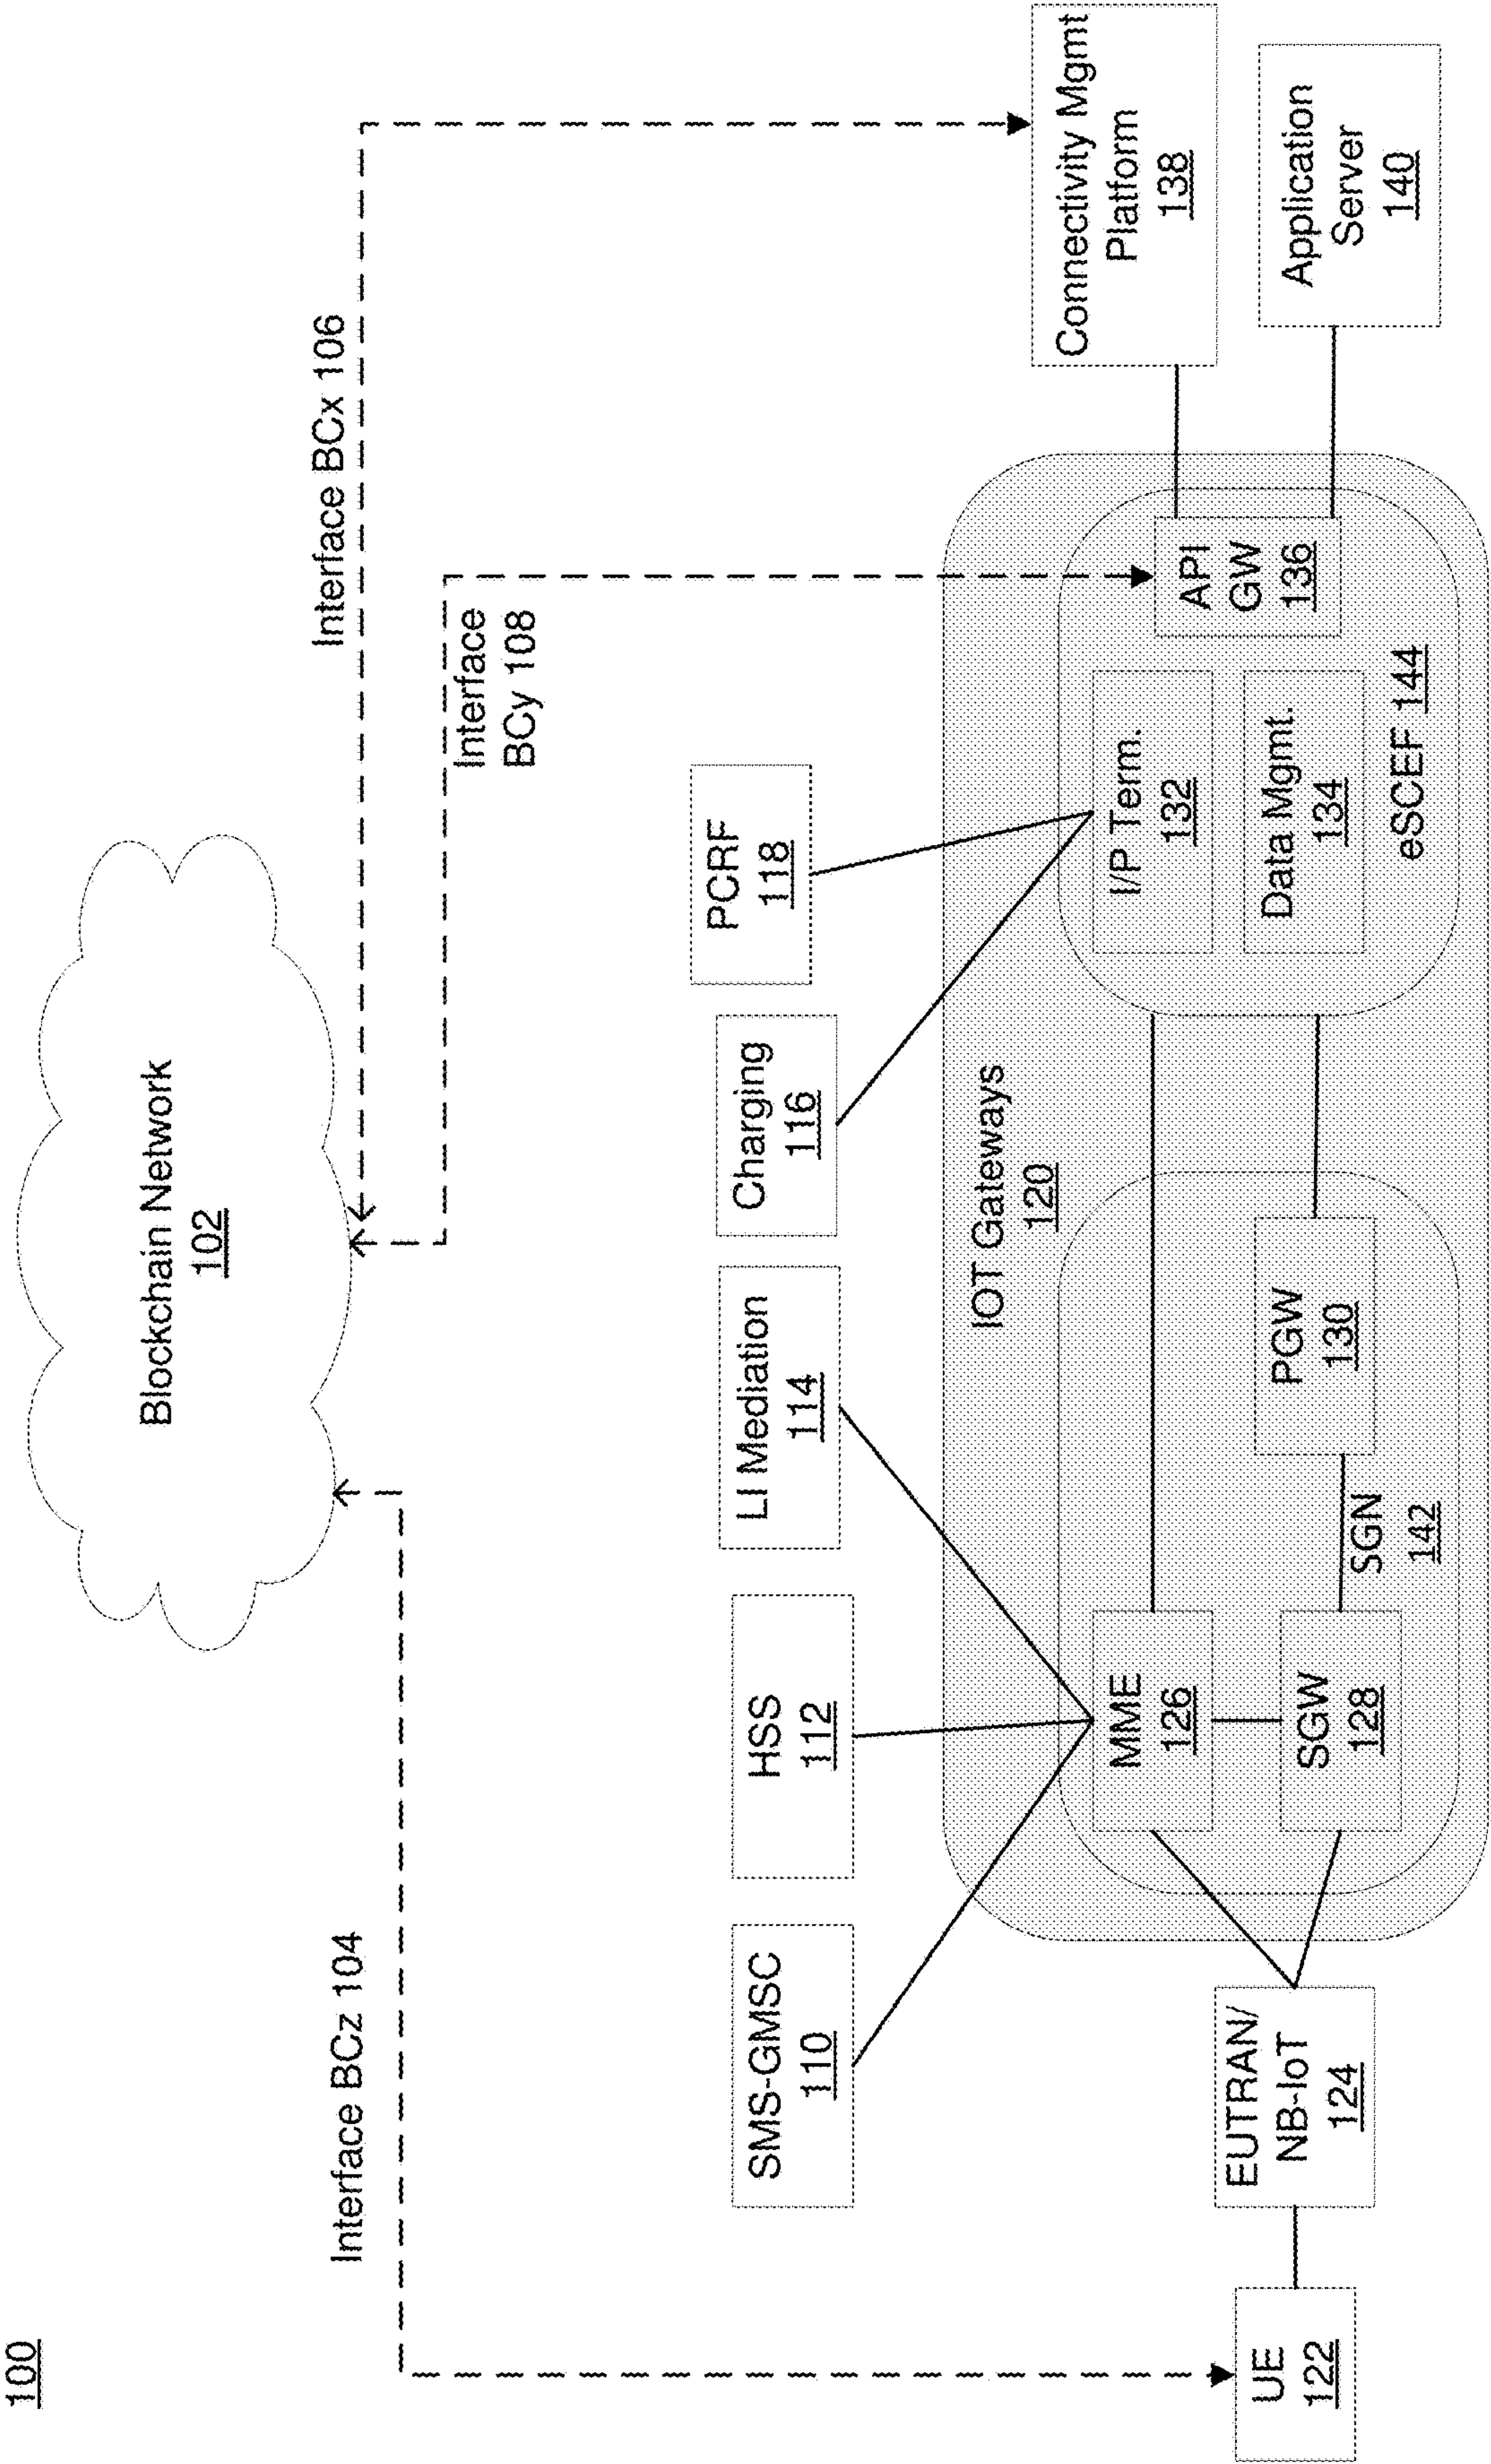 100
Blockchain Network
102
Interface BCz 104
Interface BCx 106
Interface
BCy 108
SMS-GMSC
110
HSS
112
LI Mediation
114
Charging
116
PCRF
118
IOT Gateways
120
UE
122
EUTRAN/
NB-IoT
124
MME
126
SGW
128
SGN
142
PGW
130
I/P Term.
132
Data Mgmt.
134
eSCEF 144
API
GW
136
Connectivity Mgmt
Platform
138
Application
Server
140